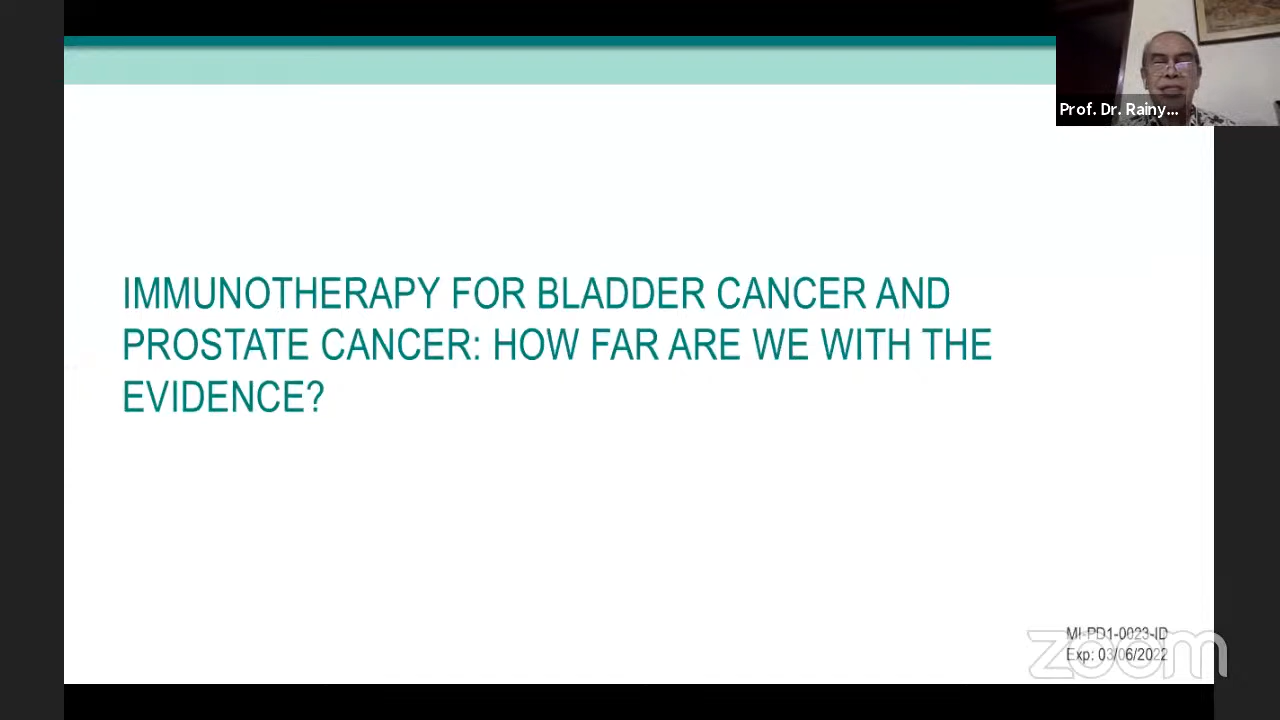 Prof. Dr. Rainy...
IMMUNOTHERAPY FOR BLADDER CANCER AND
PROSTATE CANCER: HOW FAR ARE WE WITH THE
EVIDENCE?
MI-PD1-0023-ID
Exp: 03/06/2022
zoom